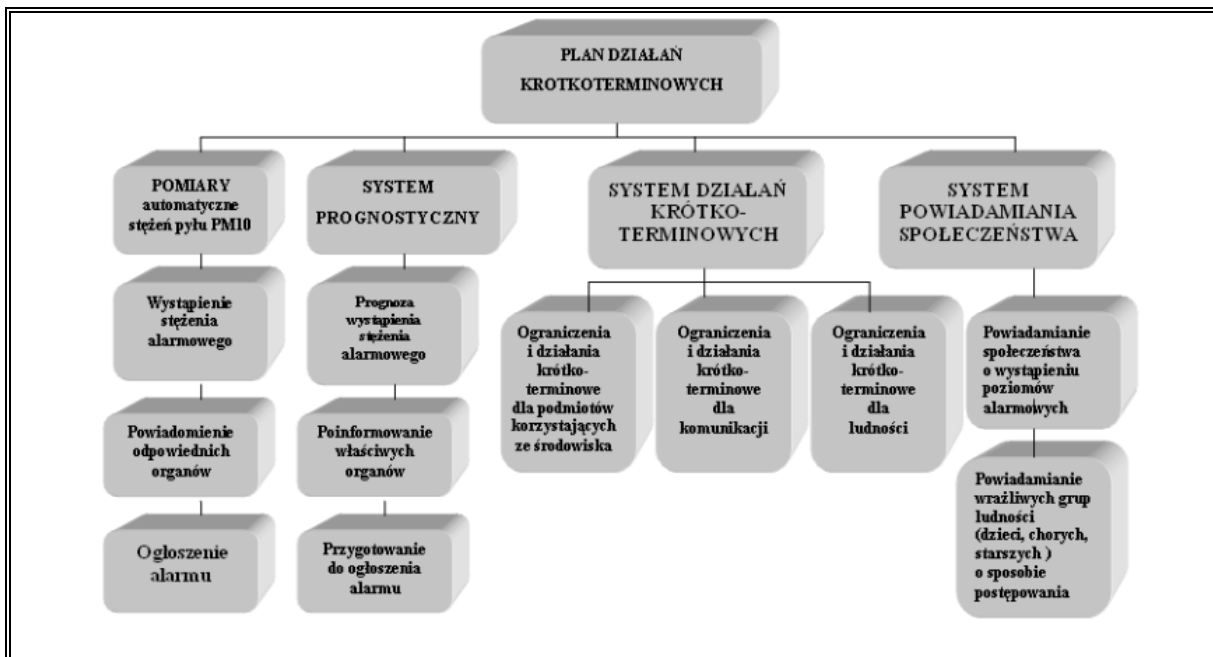 PLAN DZIAŁAŃ
KROTKOTERMINOWYCH
POMIARY
automatyczne
stężeń pyłu PM10
Wystąpienie
stężenia
alarmowego
Powiadomienie
odpowiednich
organów
Ogłoszenie
alarmu
SYSTEM
PROGNOSTYCZNY
Prognoza
wystąpienia
stężenia
alarmowego
Poinformowanie
właściwych
organów
Przygotowanie
do ogłoszenia
alarmu
SYSTEM DZIAŁAŃ
KRÓTKO-
TERMINOWYCH
Ograniczenia
i działania
krótko-
terminowe
dla podmiotów
korzystających
ze środowiska
Ograniczenia
i działania
krótko-
terminowe
dla
komunikacji
Ograniczenia
i działania
krótko-
terminowe
dla
ludności
SYSTEM
POWIADAMIANIA
SPOŁECZEŃSTWA
Powiadamianie
społeczeństwa
o wystąpieniu
poziomów
alarmowych
Powiadamianie
wrażliwych grup
ludności
(dzieci, chorych,
starszych )
o sposobie
postępowania